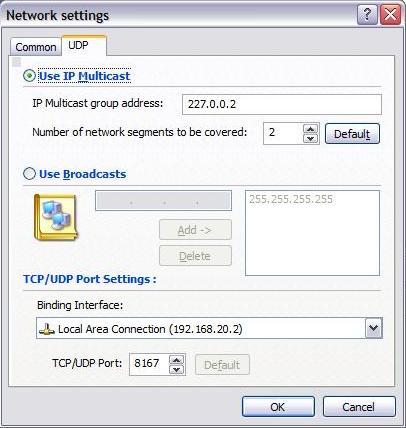 Network settings
Common
UDP
Use IP Multicast
IP Multicast group address: 227.0.0.2
Number of network segments to be covered: 2 Default
Use Broadcasts
. . . 255.255.255.255
Add ->
Delete
TCP/UDP Port Settings :
Binding Interface:
Local Area Connection (192.168.20.2)
TCP/UDP Port: 8167 Default
OK Cancel